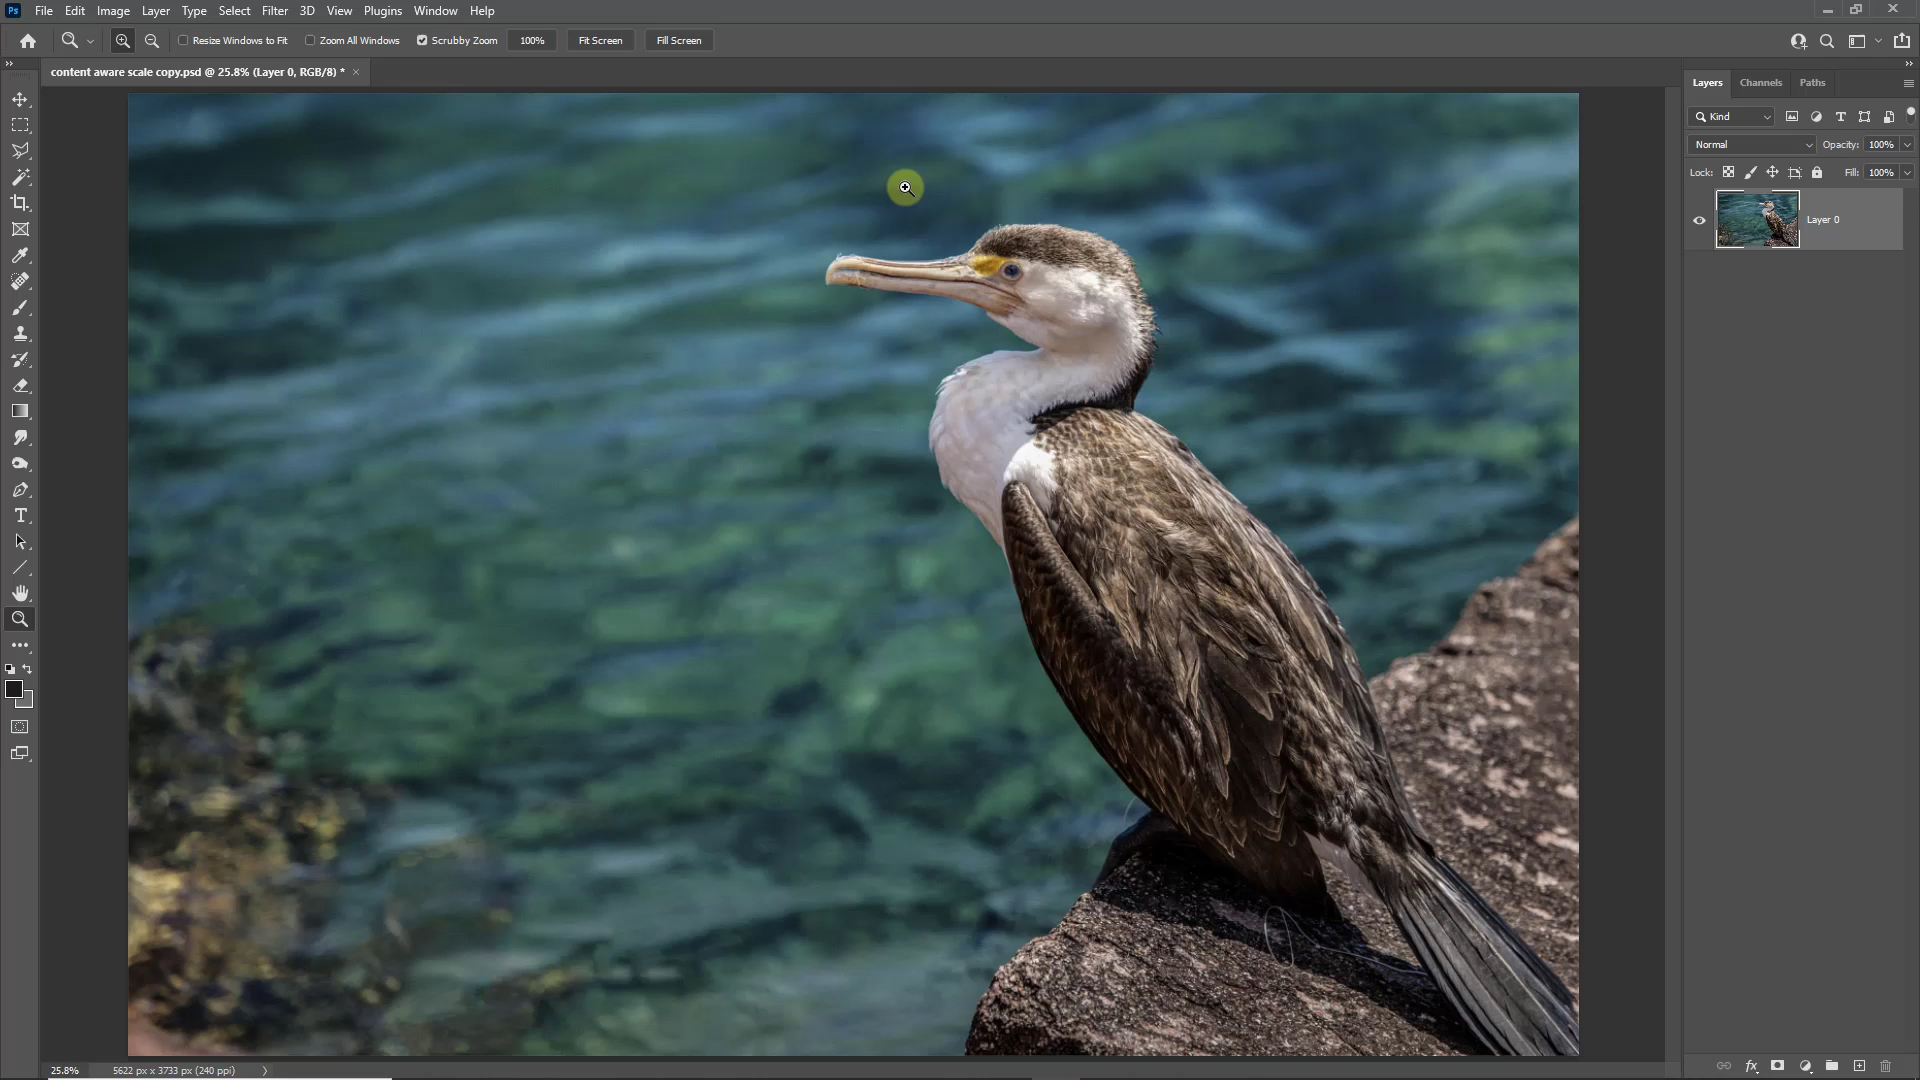 Ps File Edit Image Layer Type Select Filter 3D View Plugins Window Help
Resize Windows to Fit Zoom All Windows Scrubby Zoom 100% Fit Screen Fill Screen
content aware scale copy.psd @ 25.8% (Layer 0, RGB/8) *
Layers Channels Paths
Kind
Normal Opacity: 100%
Lock: Fill: 100%
Layer 0
25.8% 5622 px x 3733 px (240 ppi)